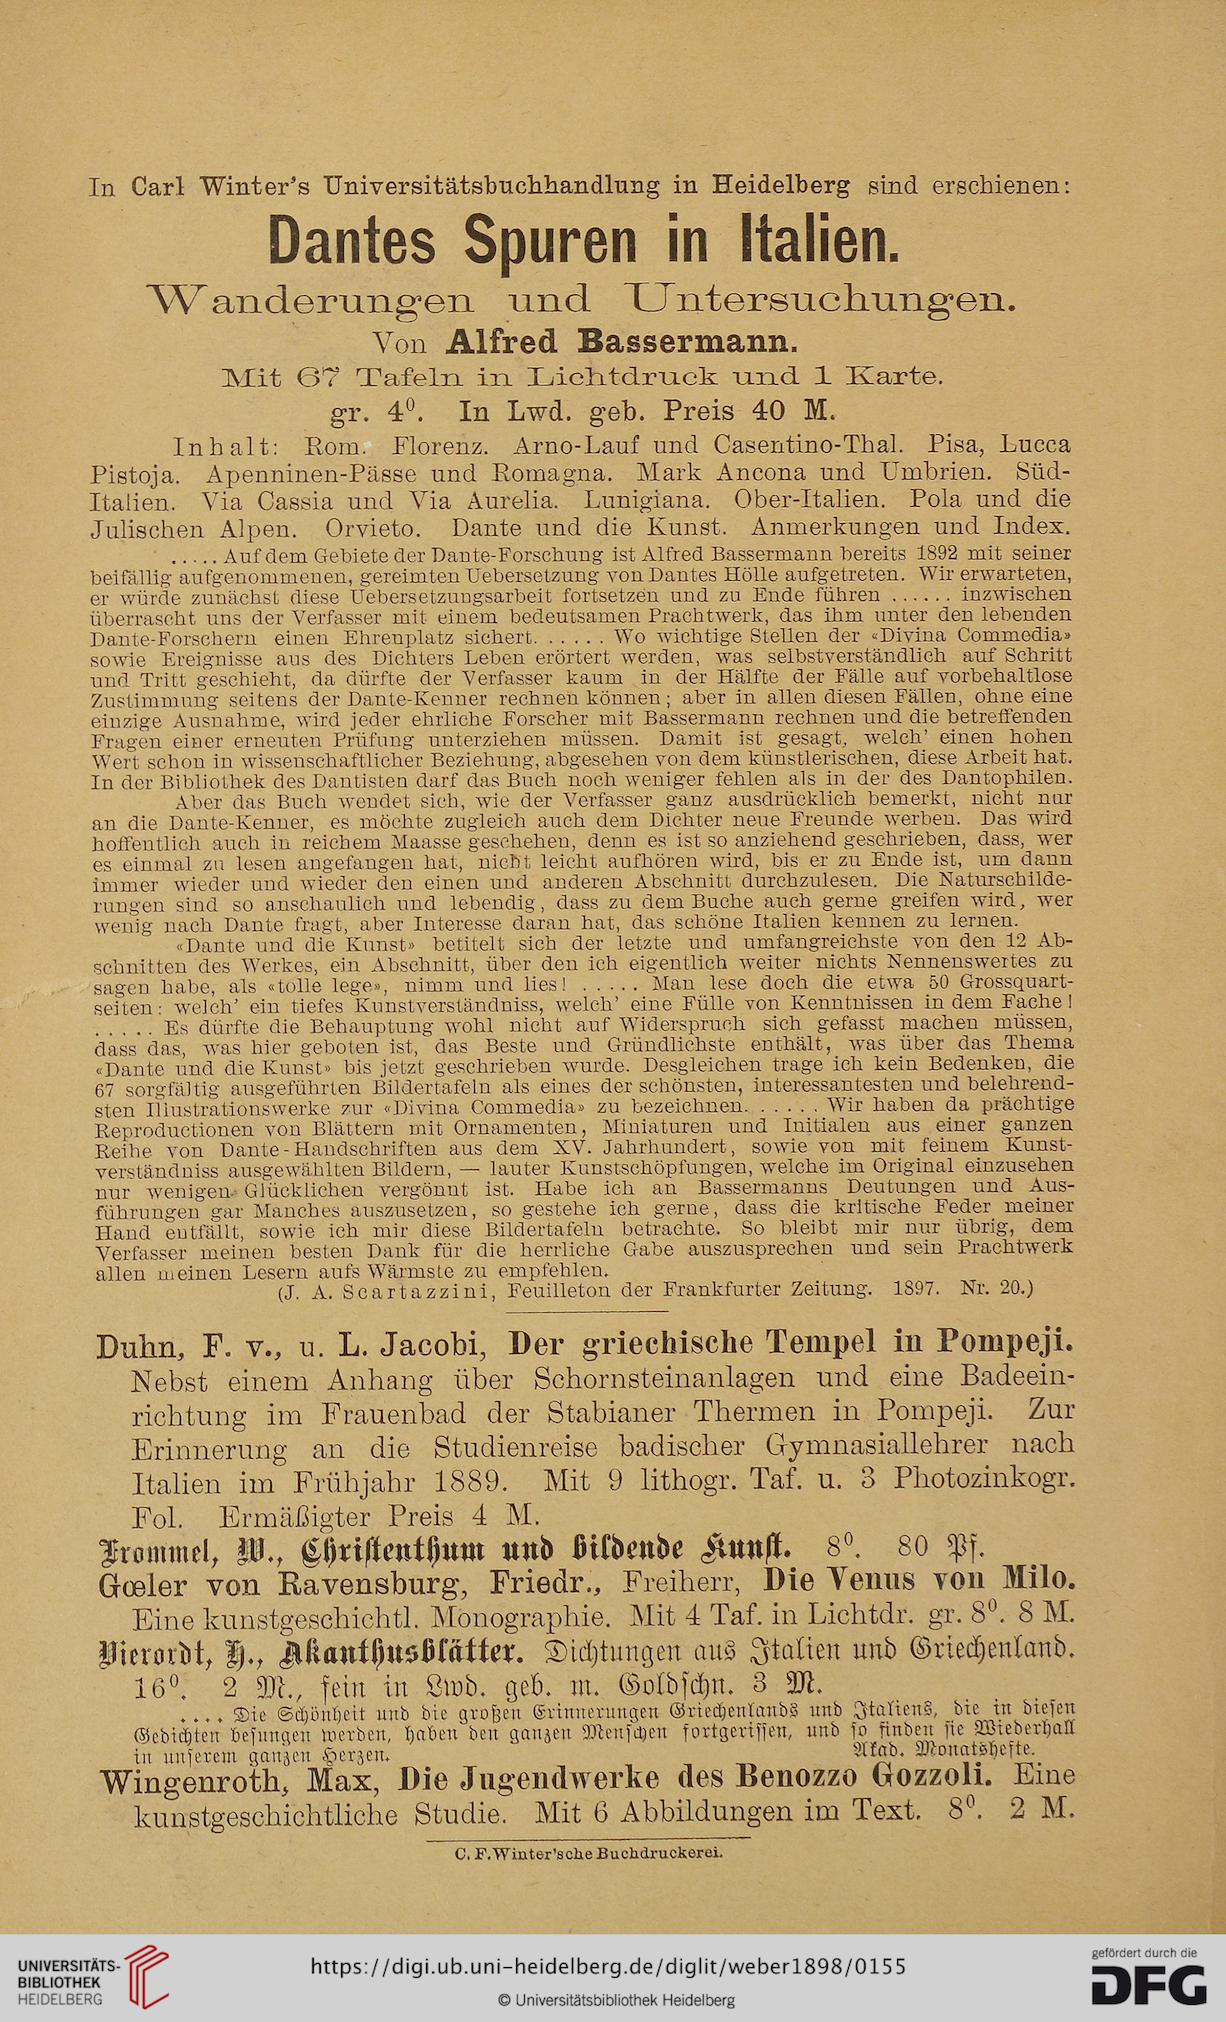 In Carl Winter's Universitätsbuchhandlung in Heidelberg sind erschienen:
Dantes Spuren in Italien.
Wanderungen und Untersuchungen.
Von Alfred Bassermann.
Mit 67 Tafeln in Lichtdruck und 1 Karte.
gr. 4⁰. In Lwd. geb. Preis 40 M.
Inhalt: Rom. Florenz. Arno-Lauf und Casentino-Thal. Pisa, Lucca
Pistoja. Apenninen-Pässe und Romagna. Mark Ancona und Umbrien. Süd-
Italien. Via Cassia und Via Aurelia. Lunigiana. Ober-Italien. Pola und die
Julischen Alpen. Orvieto. Dante und die Kunst. Anmerkungen und Index.
..... Auf dem Gebiete der Dante-Forschung ist Alfred Bassermann bereits 1892 mit seiner
beifällig aufgenommenen, gereimten Uebersetzung von Dantes Hölle aufgetreten. Wir erwarteten,
er würde zunächst diese Uebersetzungsarbeit fortsetzen und zu Ende führen ...... inzwischen
überrascht uns der Verfasser mit einem bedeutsamen Prachtwerk, das ihm unter den lebenden
Dante-Forschern einen Ehrenplatz sichert. ..... Wo wichtige Stellen der «Divina Commedia»
sowie Ereignisse aus des Dichters Leben erörtert werden, was selbstverständlich auf Schritt
und Tritt geschieht, da dürfte der Verfasser kaum in der Hälfte der Fälle auf vorbehaltlose
Zustimmung seitens der Dante-Kenner rechnen können; aber in allen diesen Fällen, ohne eine
einzige Ausnahme, wird jeder ehrliche Forscher mit Bassermann rechnen und die betreffenden
Fragen einer erneuten Prüfung unterziehen müssen. Damit ist gesagt, welch' einen hohen
Wert schon in wissenschaftlicher Beziehung, abgesehen von dem künstlerischen, diese Arbeit hat.
In der Bibliothek des Dantisten darf das Buch noch weniger fehlen als in der des Dantophilen.
Aber das Buch wendet sich, wie der Verfasser ganz ausdrücklich bemerkt, nicht nur
an die Dante-Kenner, es möchte zugleich auch dem Dichter neue Freunde werben. Das wird
hoffentlich auch in reichem Maasse geschehen, denn es ist so anziehend geschrieben, dass, wer
es einmal zu lesen angefangen hat, nicht leicht aufhören wird, bis er zu Ende ist, um dann
immer wieder und wieder den einen und anderen Abschnitt durchzulesen. Die Naturschilde-
rungen sind so anschaulich und lebendig, dass zu dem Buche auch gerne greifen wird, wer
wenig nach Dante fragt, aber Interesse daran hat, das schöne Italien kennen zu lernen.
«Dante und die Kunst» betitelt sich der letzte und umfangreichste von den 12 Ab-
schnitten des Werkes, ein Abschnitt, über den ich eigentlich weiter nichts Nennenswertes zu
sagen habe, als «tolle lege», nimm und lies! ..... Man lese doch die etwa 50 Grossquart-
seiten: welch' ein tiefes Kunstverständniss, welch' eine Fülle von Kenntnissen in dem Fache!
..... Es dürfte die Behauptung wohl nicht auf Widerspruch sich gefasst machen müssen,
dass das, was hier geboten ist, das Beste und Gründlichste enthält, was über das Thema
«Dante und die Kunst» bis jetzt geschrieben wurde. Desgleichen trage ich kein Bedenken, die
67 sorgfältig ausgeführten Bildertafeln als eines der schönsten, interessantesten und belehrend-
sten Illustrationswerke zur «Divina Commedia» zu bezeichnen. ..... Wir haben da prächtige
Reproductionen von Blättern mit Ornamenten, Miniaturen und Initialen aus einer ganzen
Reihe von Dante-Handschriften aus dem XV. Jahrhundert, sowie von mit feinem Kunst-
verständniss ausgewählten Bildern, — lauter Kunstschöpfungen, welche im Original einzusehen
nur wenigen Glücklichen vergönnt ist. Habe ich an Bassermanns Deutungen und Aus-
führungen gar Manches auszusetzen, so gestehe ich gerne, dass die kritische Feder meiner
Hand entfällt, sowie ich mir diese Bildertafeln betrachte. So bleibt mir nur übrig, dem
Verfasser meinen besten Dank für die herrliche Gabe auszusprechen und sein Prachtwerk
allen meinen Lesern aufs Wärmste zu empfehlen.
(J. A. Scartazzini, Feuilleton der Frankfurter Zeitung. 1897. Nr. 20.)
Duhn, F. v., u. L. Jacobi, Der griechische Tempel in Pompeji.
Nebst einem Anhang über Schornsteinanlagen und eine Badeein-
richtung im Frauenbad der Stabianer Thermen in Pompeji. Zur
Erinnerung an die Studienreise badischer Gymnasiallehrer nach
Italien im Frühjahr 1889. Mit 9 lithogr. Taf. u. 3 Photozinkogr.
Fol. Ermäßigter Preis 4 M.
Frommel, W., Christenthum und bildende Kunst. 8⁰. 80 Pf.
Gœler von Ravensburg, Friedr., Freiherr, Die Venus von Milo.
Eine kunstgeschichtl. Monographie. Mit 4 Taf. in Lichtdr. gr. 8⁰. 8 M.
Vierordt, H., Akanthusblätter. Dichtungen aus Italien und Griechenland.
16⁰. 2 M., fein in Lwd. geb. m. Goldschn. 3 M.
.... Die Schönheit und die großen Erinnerungen Griechenlands und Italiens, die in diesen
Gedichten besungen werden, haben den ganzen Menschen fortgerissen, und so finden sie Wiederhall
in unserem ganzen Herzen. Akad. Monatshefte.
Wingenroth, Max, Die Jugendwerke des Benozzo Gozzoli. Eine
kunstgeschichtliche Studie. Mit 6 Abbildungen im Text. 8⁰. 2 M.
C. F. Winter'sche Buchdruckerei.
UNIVERSITÄTS-
BIBLIOTHEK
HEIDELBERG
https://digi.ub.uni-heidelberg.de/diglit/weber1898/0155
© Universitätsbibliothek Heidelberg
gefördert durch die
DFG